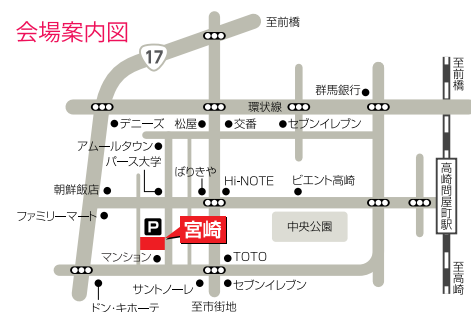 会場案内図
至前橋
17
至前橋
群馬銀行
環状線
デニーズ
松屋
交番
セブンイレブン
アムールタウン
パース大学
ぱりきや
Hi-NOTE
ビエント高崎
朝鮮飯店
ファミリーマート
P
宮崎
中央公園
高崎問屋町駅
マンション
TOTO
サントノーレ
セブンイレブン
至高崎
ドン・キホーテ
至市街地